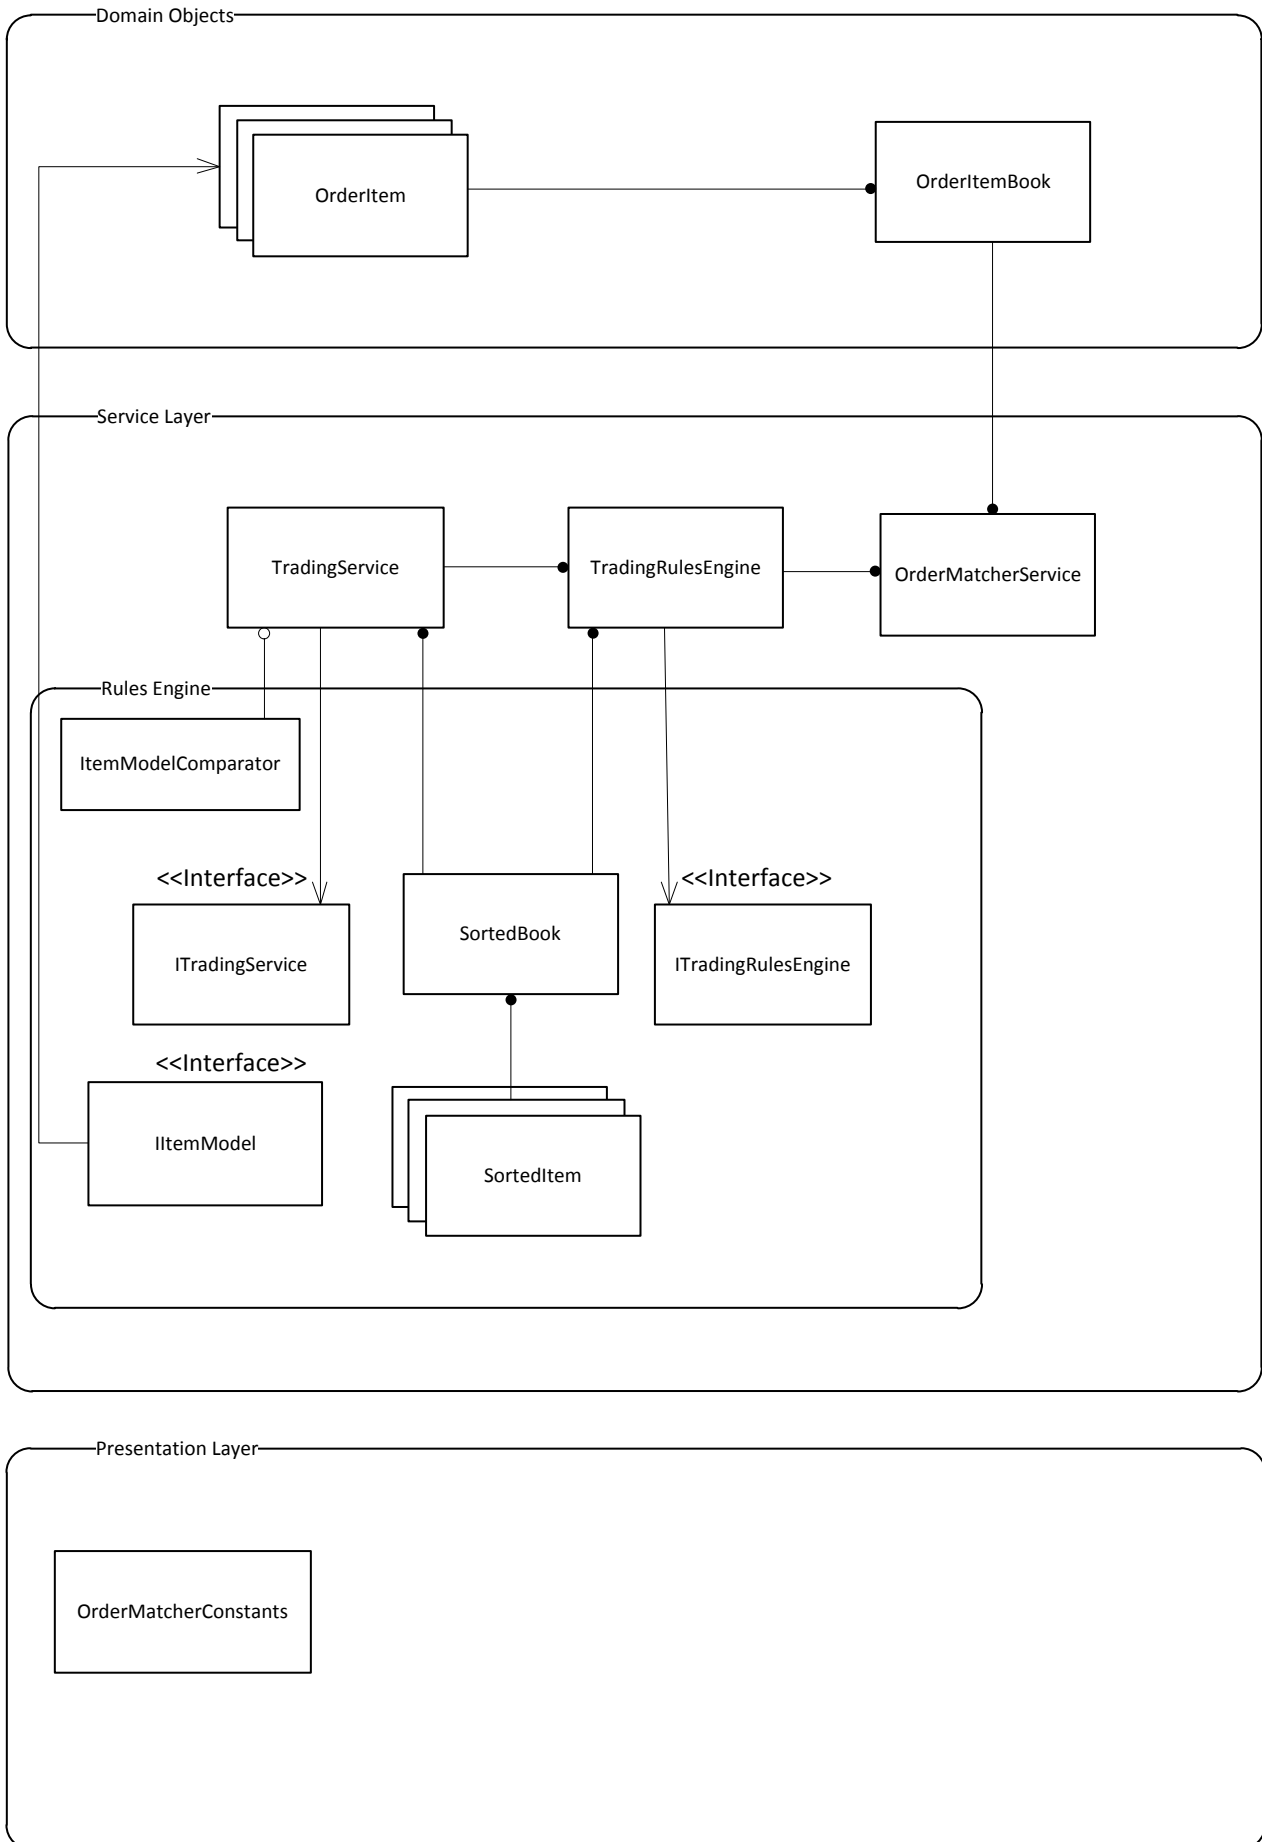 Domain Objects
OrderItem
OrderItemBook
Service Layer
TradingService
TradingRulesEngine
OrderMatcherService
Rules Engine
ItemModelComparator
<<Interface>>
<<Interface>>
ITradingService
SortedBook
ITradingRulesEngine
<<Interface>>
IItemModel
SortedItem
Presentation Layer
OrderMatcherConstants